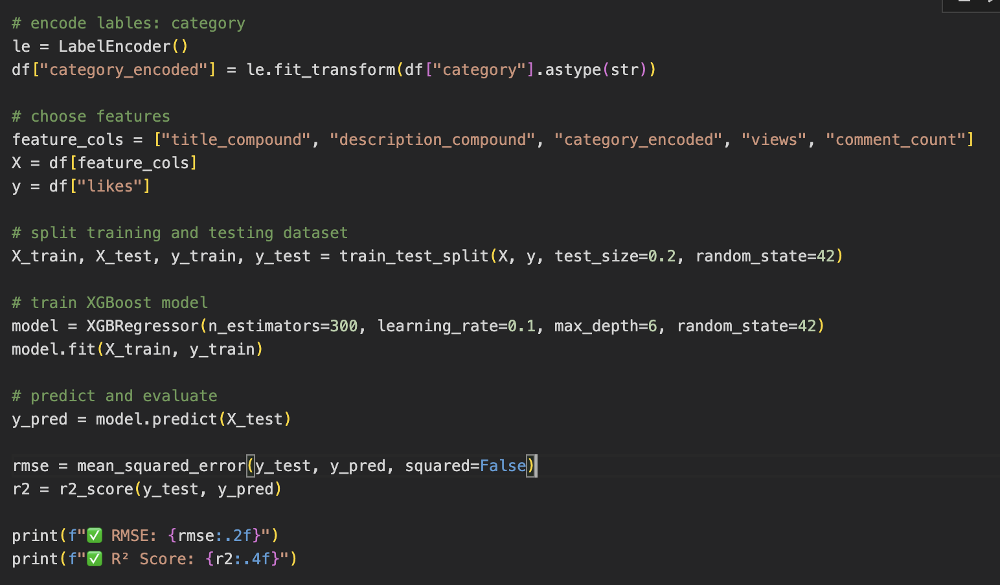 # encode lables: category
le = LabelEncoder()
df["category_encoded"] = le.fit_transform(df["category"].astype(str))
# choose features
feature_cols = ["title_compound", "description_compound", "category_encoded", "views", "comment_count"]
X = df[feature_cols]
y = df["likes"]
# split training and testing dataset
X_train, X_test, y_train, y_test = train_test_split(X, y, test_size=0.2, random_state=42)
# train XGBoost model
model = XGBRegressor(n_estimators=300, learning_rate=0.1, max_depth=6, random_state=42)
model.fit(X_train, y_train)
# predict and evaluate
y_pred = model.predict(X_test)
rmse = mean_squared_error(y_test, y_pred, squared=False)
r2 = r2_score(y_test, y_pred)
print(f"✅ RMSE: {rmse:.2f}")
print(f"✅ R² Score: {r2:.4f}")